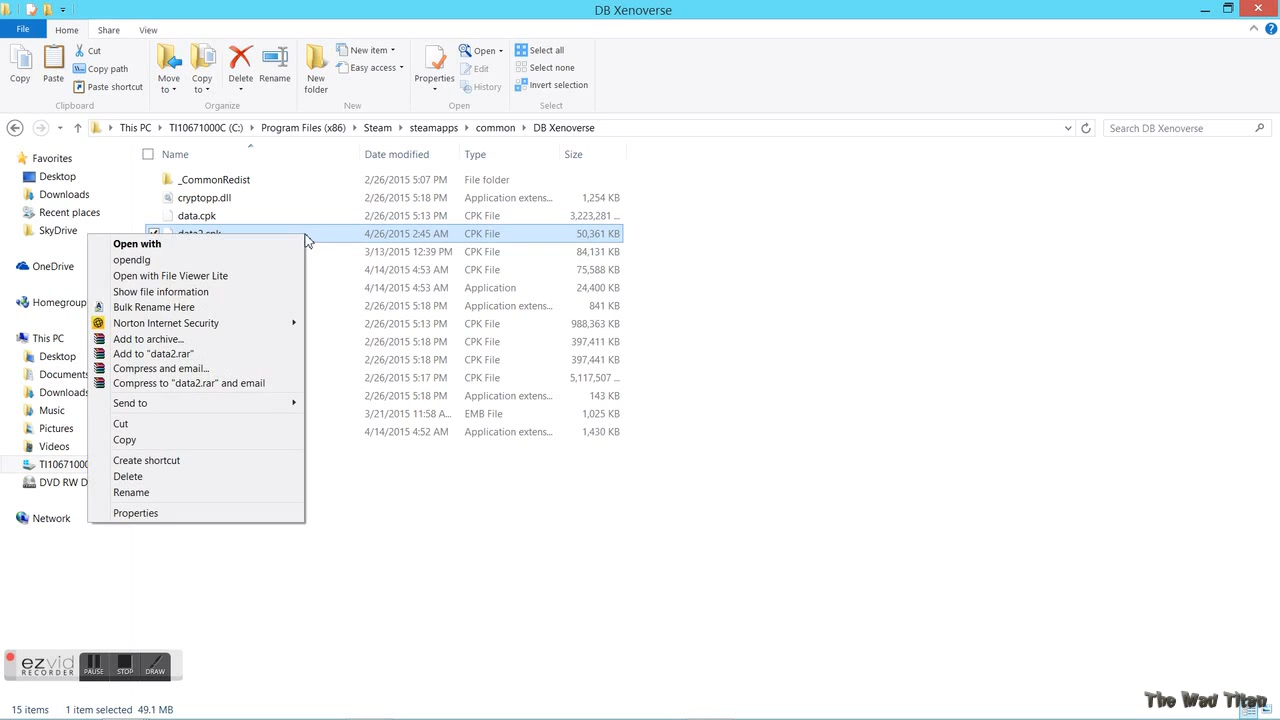 DB Xenoverse
File Home Share View
Copy
Paste
Cut
Copy path
Paste shortcut
Clipboard
Move to
Copy to
Delete
Rename
Organize
New folder
New item
Easy access
New
Properties
Open
Edit
History
Open
Select all
Select none
Invert selection
Select
This PC TI10671000C (C:) Program Files (x86) Steam steamapps common DB Xenoverse
Search DB Xenoverse
Favorites
Desktop
Downloads
Recent places
SkyDrive
OneDrive
Homegroup
This PC
Desktop
Documents
Downloads
Music
Pictures
Videos
TI1067100
DVD RW D
Network
Name Date modified Type Size
_CommonRedist 2/26/2015 5:07 PM File folder
cryptopp.dll 2/26/2015 5:18 PM Application extens... 1,254 KB
data.cpk 2/26/2015 5:13 PM CPK File 3,223,281 ...
data2.cpk 4/26/2015 2:45 AM CPK File 50,361 KB
3/13/2015 12:39 PM CPK File 84,131 KB
4/14/2015 4:53 AM CPK File 75,588 KB
4/14/2015 4:53 AM Application 24,400 KB
2/26/2015 5:18 PM Application extens... 841 KB
2/26/2015 5:13 PM CPK File 988,363 KB
2/26/2015 5:18 PM CPK File 397,411 KB
2/26/2015 5:18 PM CPK File 397,441 KB
2/26/2015 5:17 PM CPK File 5,117,507 ...
2/26/2015 5:18 PM Application extens... 143 KB
3/21/2015 11:58 A... EMB File 1,025 KB
4/14/2015 4:52 AM Application extens... 1,430 KB
Open with
opendlg
Open with File Viewer Lite
Show file information
Bulk Rename Here
Norton Internet Security
Add to archive...
Add to "data2.rar"
Compress and email...
Compress to "data2.rar" and email
Send to
Cut
Copy
Create shortcut
Delete
Rename
Properties
ezvid
RECORDER
PAUSE STOP DRAW
15 items 1 item selected 49.1 MB
The Mad Titan